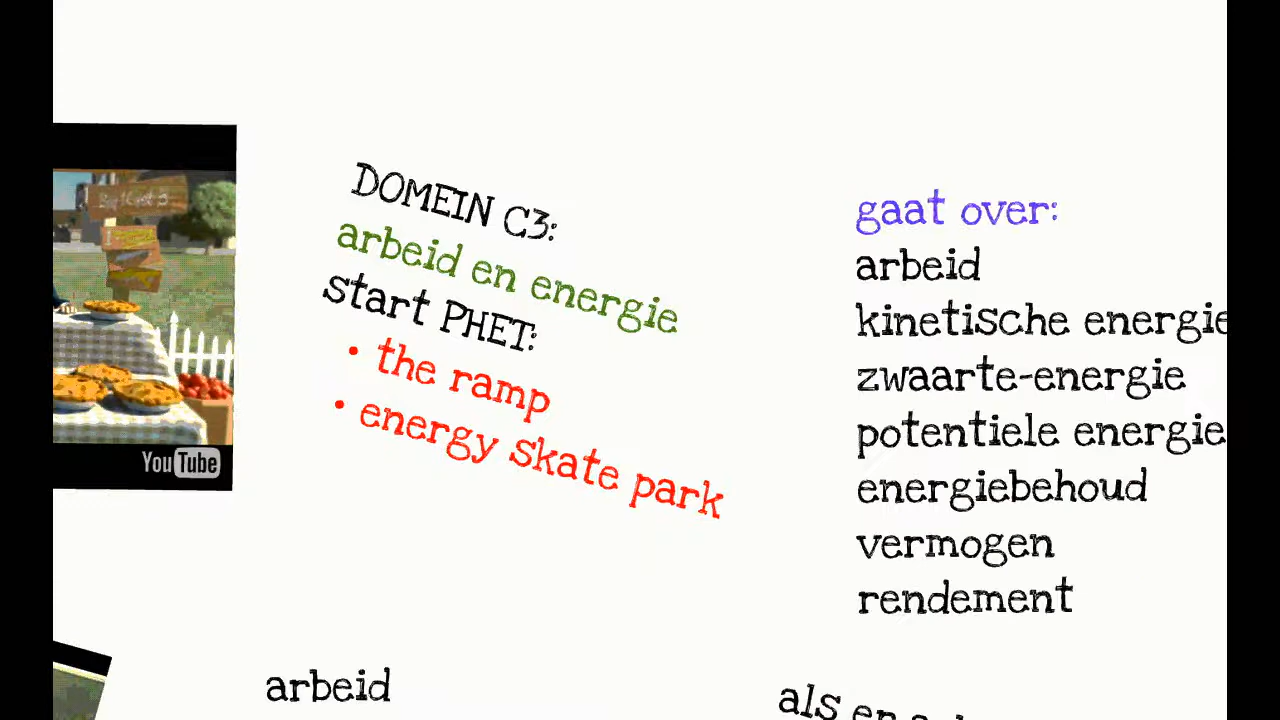 DOMEIN C3:
arbeid en energie
start PHET:
• the ramp
• energy skate park
gaat over:
arbeid
kinetische energie
zwaarte-energie
potentiele energie
energiebehoud
vermogen
rendement
YouTube
arbeid
als en